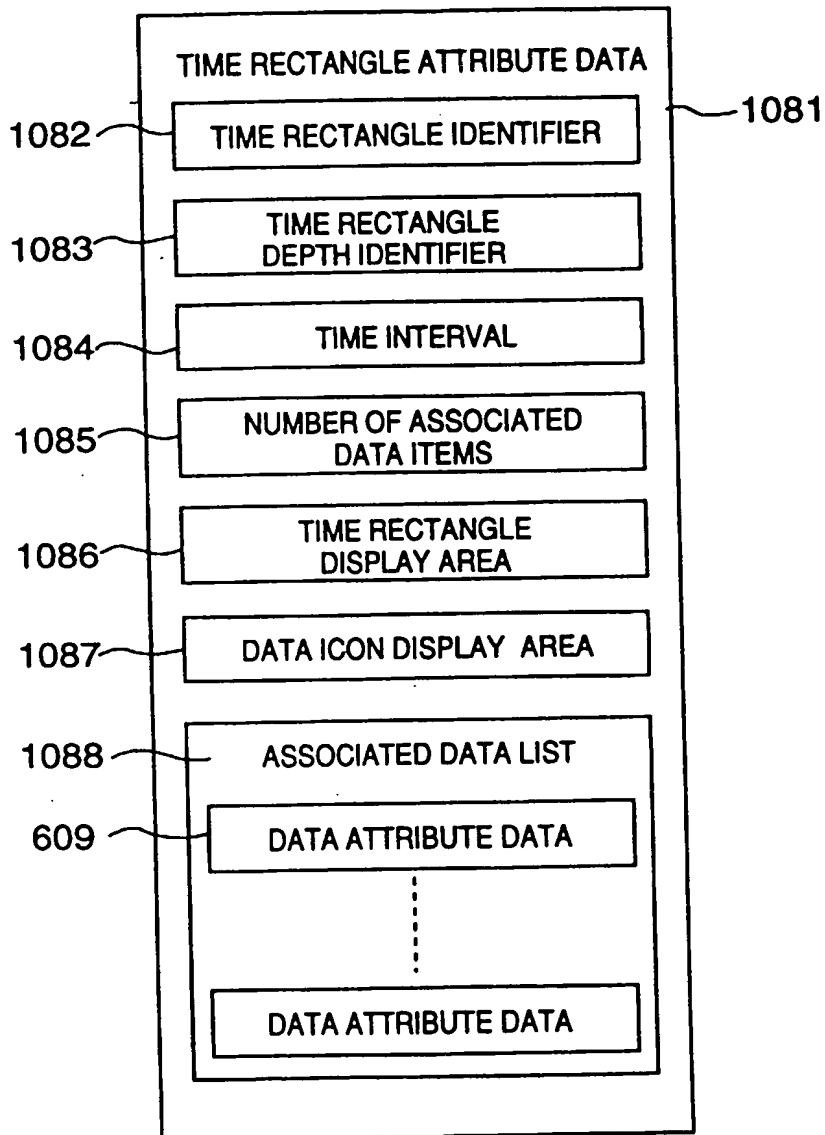 TIME RECTANGLE ATTRIBUTE DATA
1081
1082
TIME RECTANGLE IDENTIFIER
1083
TIME RECTANGLE
DEPTH IDENTIFIER
1084
TIME INTERVAL
1085
NUMBER OF ASSOCIATED
DATA ITEMS
1086
TIME RECTANGLE
DISPLAY AREA
1087
DATA ICON DISPLAY AREA
1088
ASSOCIATED DATA LIST
609
DATA ATTRIBUTE DATA
DATA ATTRIBUTE DATA